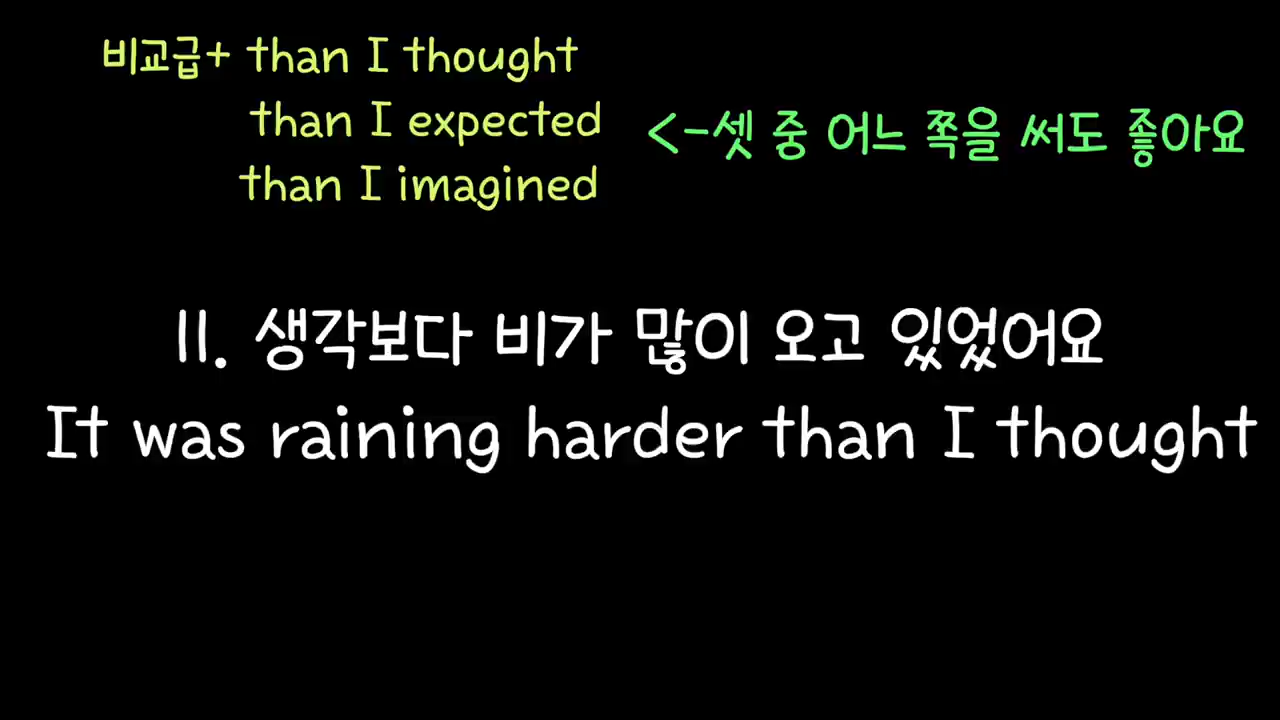 비교급+ than I thought
than I expected
<-셋 중 어느 쪽을 써도 좋아요
than I imagined
11. 생각보다 비가 많이 오고 있었어요
It was raining harder than I thought